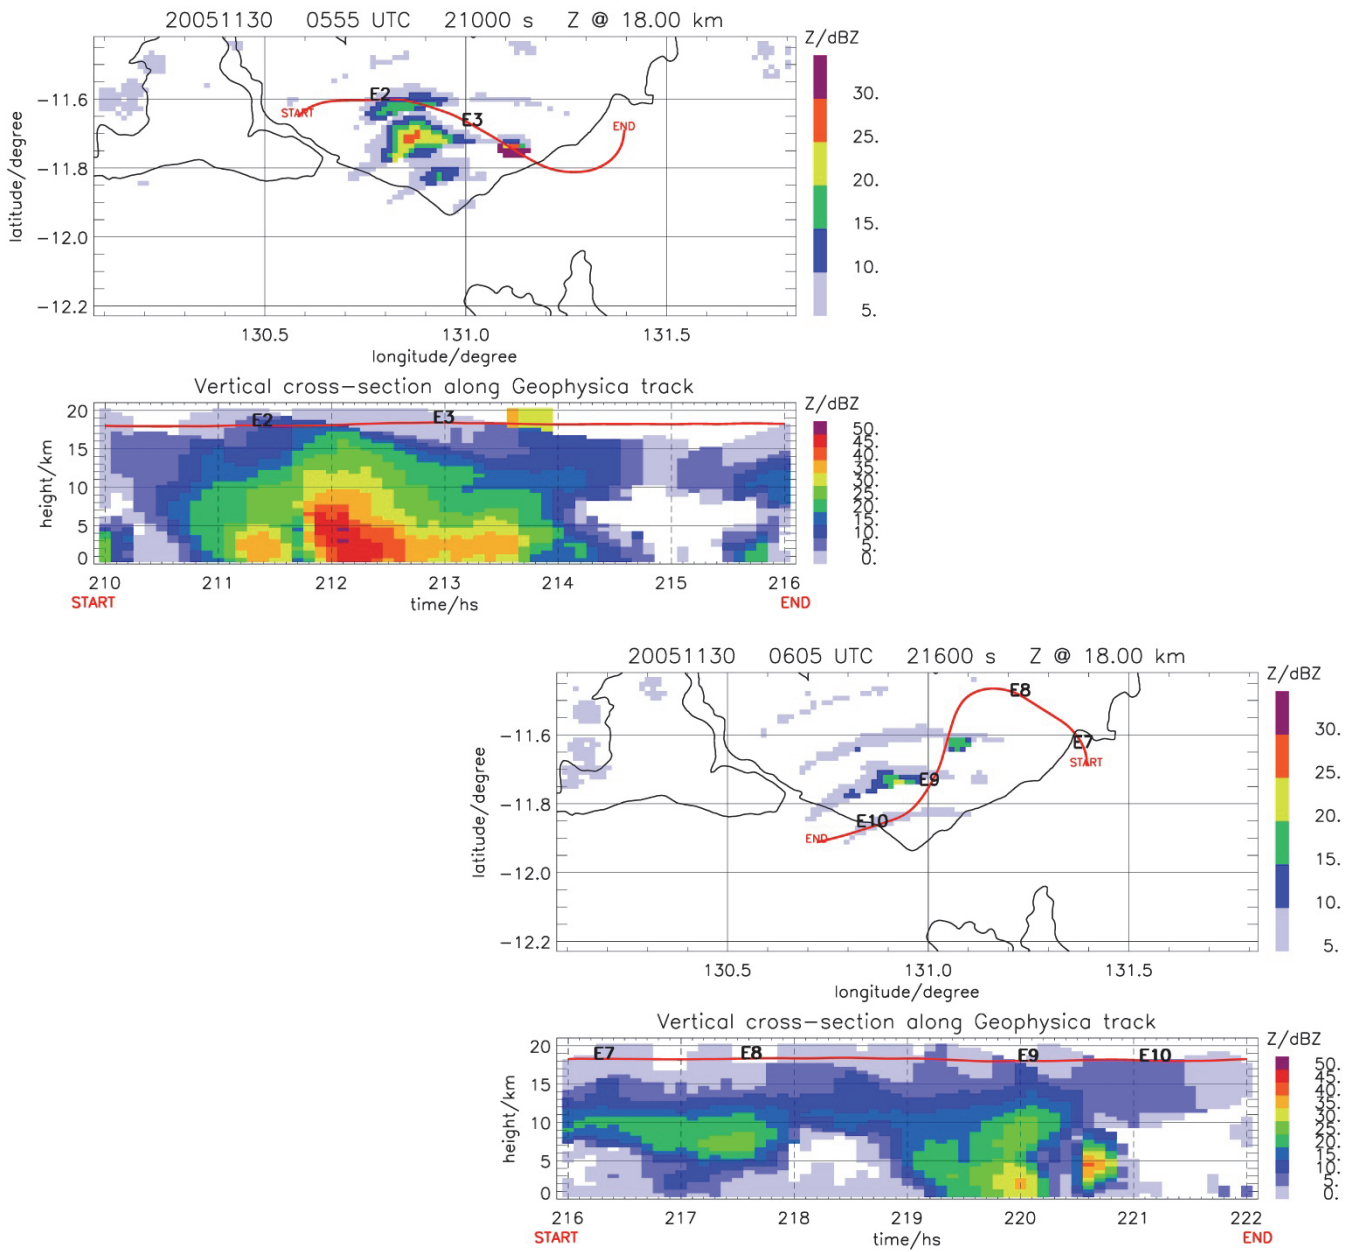 20051130 0555 UTC 21000 s Z @ 18.00 km
Z/dBZ
latitude/degree
−11.6
−11.8
−12.0
−12.2
START
E2
E3
END
30.
25.
20.
15.
10.
5.
130.5 131.0 131.5
longitude/degree
Vertical cross−section along Geophysica track
Z/dBZ
height/km
20
15
10
5
0
E2
E3
50.
45.
40.
35.
30.
25.
20.
15.
10.
5.
0.
210 211 212 213 214 215 216
START time/hs END
20051130 0605 UTC 21600 s Z @ 18.00 km
Z/dBZ
latitude/degree
−11.6
−11.8
−12.0
−12.2
E8
E7
START
E9
E10
END
30.
25.
20.
15.
10.
5.
130.5 131.0 131.5
longitude/degree
Vertical cross−section along Geophysica track
Z/dBZ
height/km
20
15
10
5
0
E7
E8
E9
E10
50.
45.
40.
35.
30.
25.
20.
15.
10.
5.
0.
216 217 218 219 220 221 222
START time/hs END